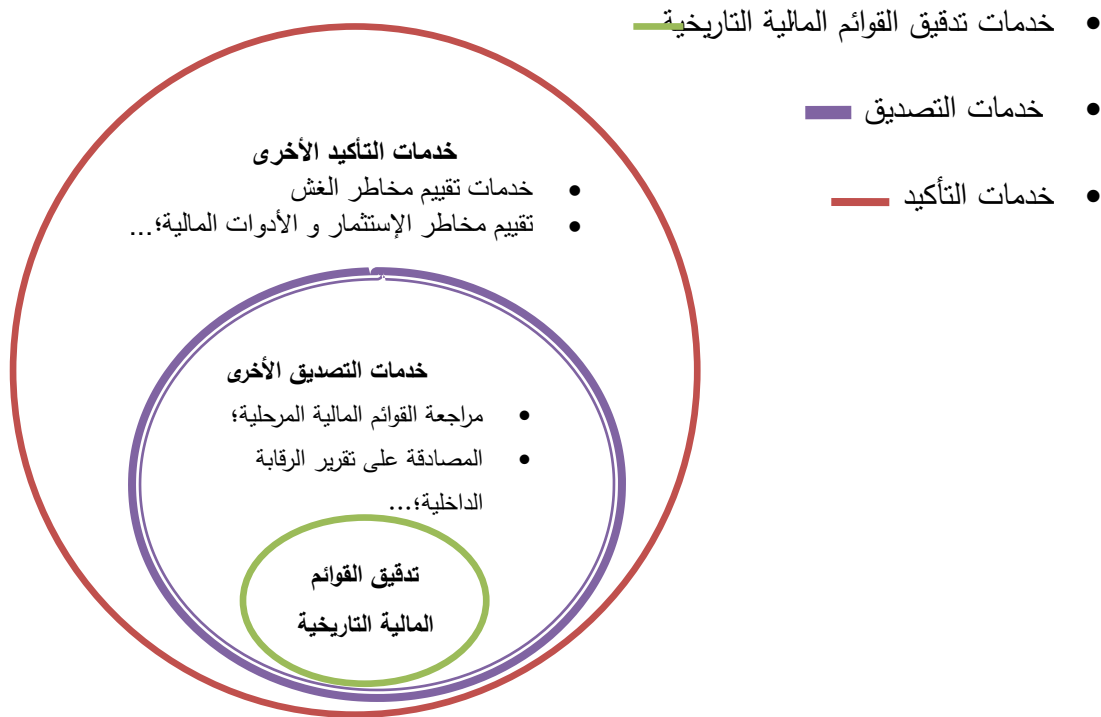 • خدمات تدقيق القوائم المالية التاريخية
• خدمات التصديق
• خدمات التأكيد
خدمات التأكيد الأخرى
• خدمات تقييم مخاطر الغش
• تقييم مخاطر الإستثمار و الأدوات المالية؛...
خدمات التصديق الأخرى
• مراجعة القوائم المالية المرحلية؛
• المصادقة على تقرير الرقابة
الداخلية؛...
تدقيق القوائم
المالية التاريخية